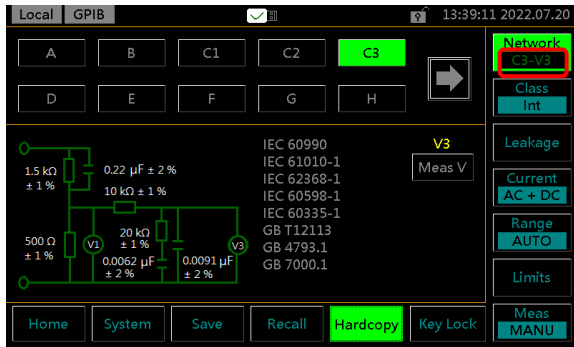 Local GPIB 13:39:11 2022.07.20
A B C1 C2 C3
D E F G H
Network
C3-V3
Class
Int
Leakage
Current
AC + DC
Range
AUTO
Limits
Meas
MANU
1.5 kΩ
± 1 %
0.22 µF ± 2 %
10 kΩ ± 1 %
500 Ω
± 1 %
V1
20 kΩ
± 1 %
0.0062 µF
± 2 %
0.0091 µF
± 2 %
V3
IEC 60990
IEC 61010-1
IEC 62368-1
IEC 60598-1
IEC 60335-1
GB T12113
GB 4793.1
GB 7000.1
V3
Meas V
Home System Save Recall Hardcopy Key Lock